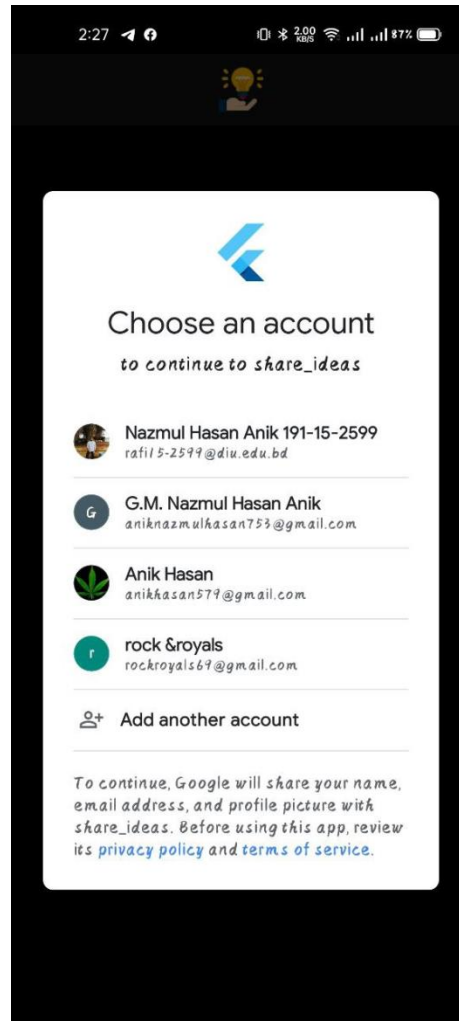 2:27
2.00
KB/S
87%
Choose an account
to continue to share_ideas
Nazmul Hasan Anik 191-15-2599
rafi15-2599@diu.edu.bd
G
G.M. Nazmul Hasan Anik
aniknazmulhasan753@gmail.com
Anik Hasan
anikhasan579@gmail.com
r
rock &royals
rockroyals69@gmail.com
Add another account
To continue, Google will share your name,
email address, and profile picture with
share_ideas. Before using this app, review
its privacy policy and terms of service.